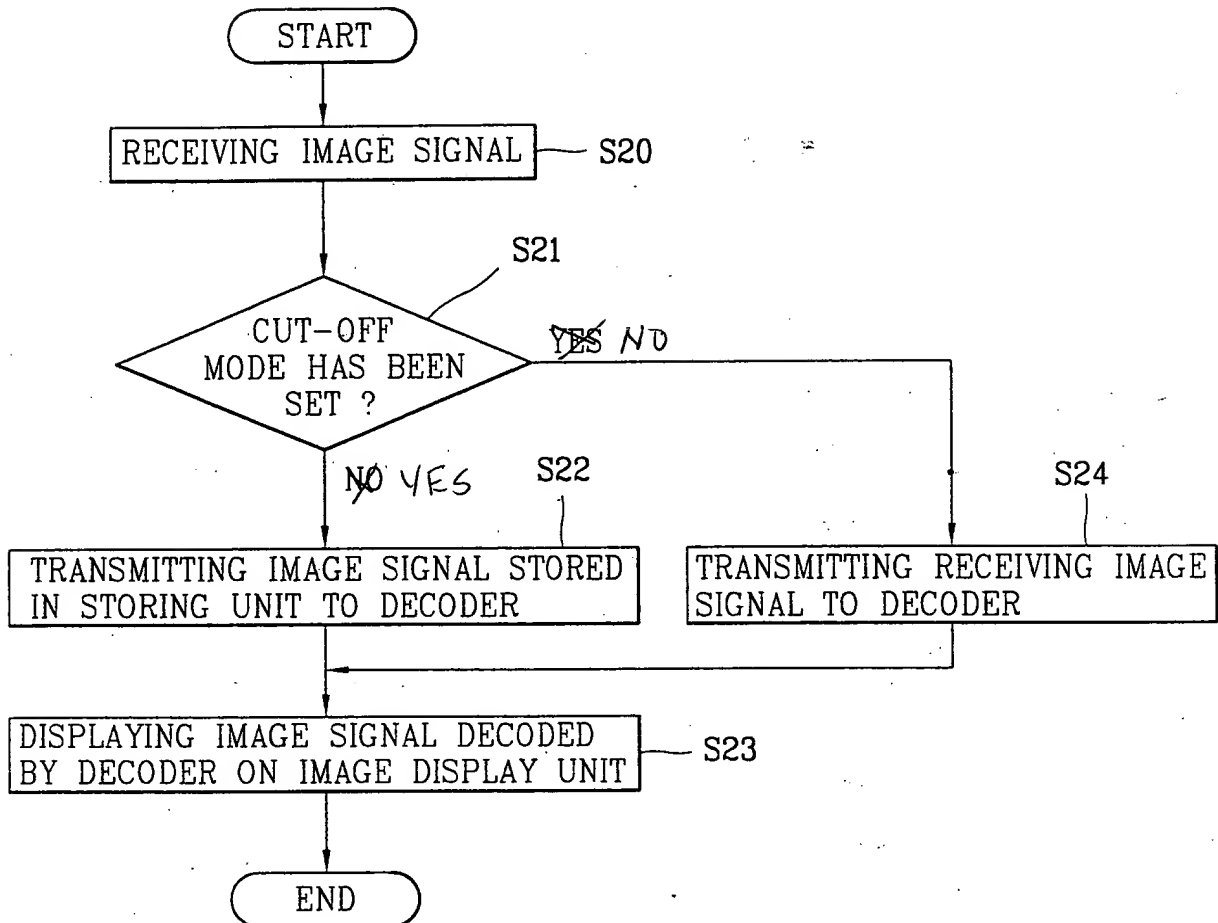 START
RECEIVING IMAGE SIGNAL
S20
S21
CUT-OFF
MODE HAS BEEN
SET ?
YES NO
NO YES
S22
S24
TRANSMITTING IMAGE SIGNAL STORED
IN STORING UNIT TO DECODER
TRANSMITTING RECEIVING IMAGE
SIGNAL TO DECODER
DISPLAYING IMAGE SIGNAL DECODED
BY DECODER ON IMAGE DISPLAY UNIT
S23
END